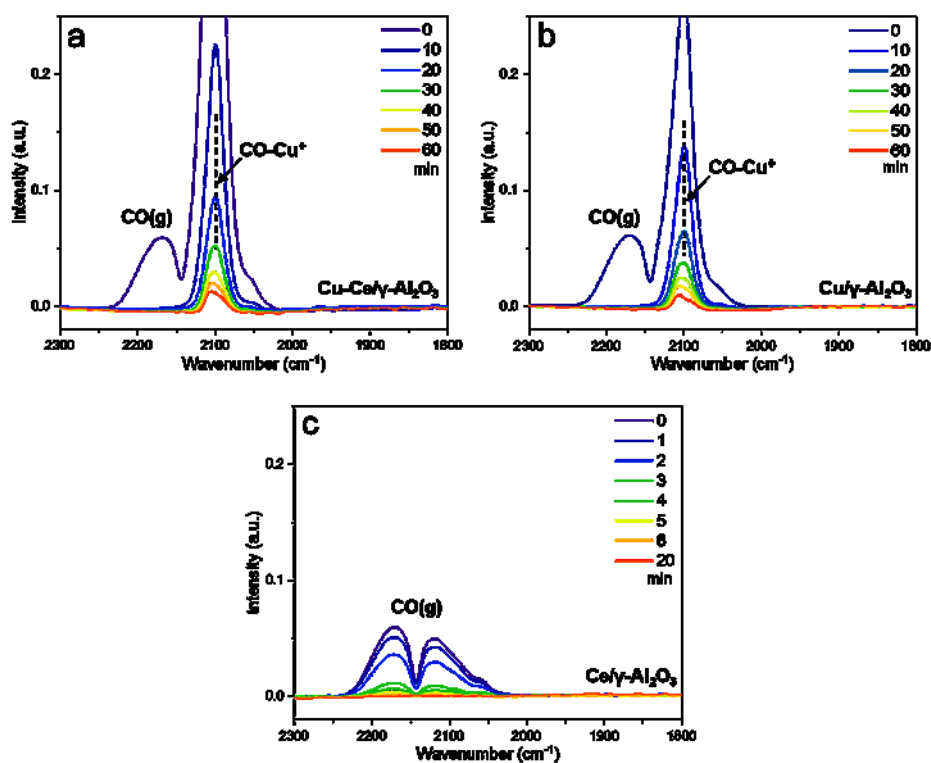 a
0
10
20
30
40
50
60
min
0.2
0.1
0.0
Intensity (a.u.)
CO-Cu⁺
CO(g)
Cu-Ce/γ-Al₂O₃
2300 2200 2100 2000 1900 1800
Wavenumber (cm⁻¹)
b
0
10
20
30
40
50
60
min
0.2
0.1
0.0
Intensity (a.u.)
CO-Cu⁺
CO(g)
Cu/γ-Al₂O₃
2300 2200 2100 2000 1900 1800
Wavenumber (cm⁻¹)
c
0
1
2
3
4
5
6
20
min
0.2
0.1
0.0
Intensity (a.u.)
CO(g)
Ce/γ-Al₂O₃
2300 2200 2100 2000 1900 1800
Wavenumber (cm⁻¹)